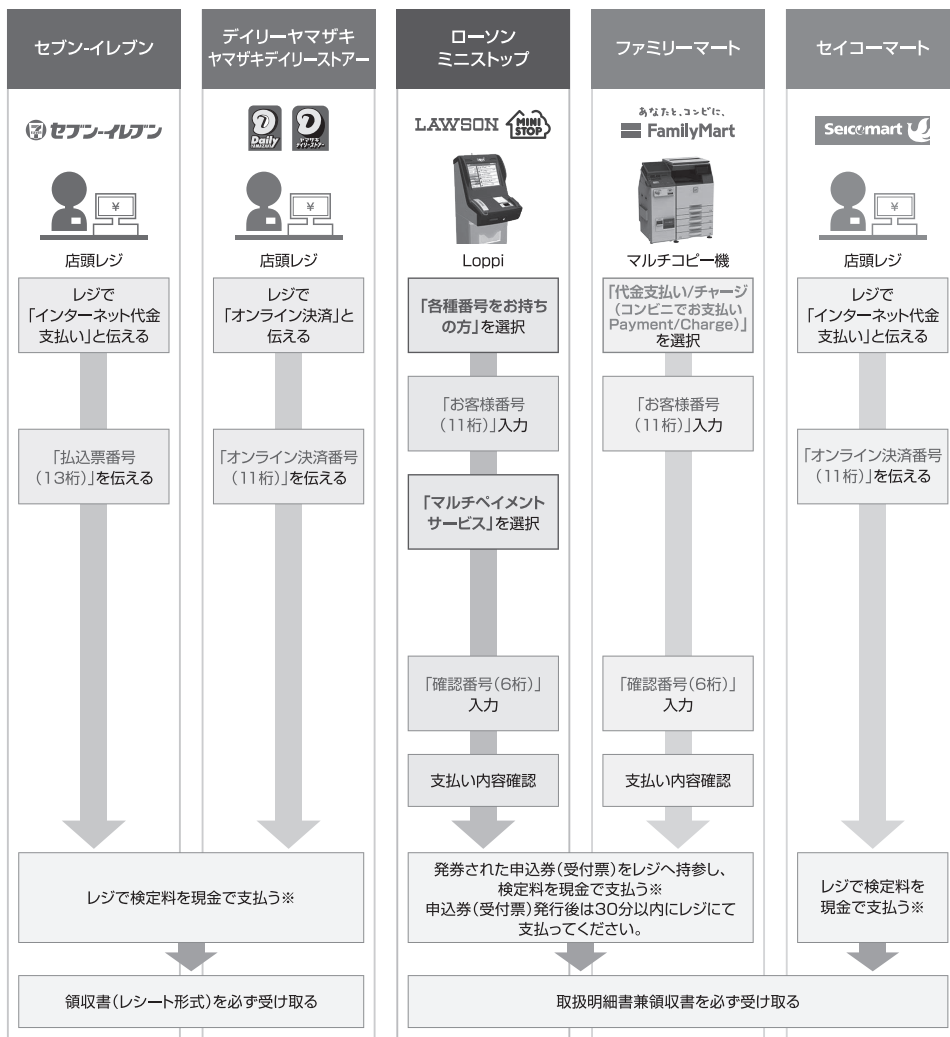 セブン-イレブン
デイリーヤマザキ
ヤマザキデイリーストアー
ローソン
ミニストップ
ファミリーマート
セイコーマート
セブン-イレブン
Daily
YAMAZAKI
ヤマザキ
デイリーストアー
LAWSON
MINI
STOP
あなたと、コンビに、
FamilyMart
Seicomart
¥
¥
¥
店頭レジ
店頭レジ
Loppi
マルチコピー機
店頭レジ
レジで
「インターネット代金
支払い」と伝える
レジで
「オンライン決済」と
伝える
「各種番号をお持ち
の方」を選択
「代金支払い/チャージ
(コンビニでお支払い
Payment/Charge)」
を選択
レジで
「インターネット代金
支払い」と伝える
「お客様番号
(11桁)」入力
「お客様番号
(11桁)」入力
「払込票番号
(13桁)」を伝える
「オンライン決済番号
(11桁)」を伝える
「マルチペイメント
サービス」を選択
「オンライン決済番号
(11桁)」を伝える
「確認番号(6桁)」
入力
「確認番号(6桁)」
入力
支払い内容確認
支払い内容確認
レジで検定料を現金で支払う※
発券された申込券(受付票)をレジへ持参し、
検定料を現金で支払う※
申込券(受付票)発行後は30分以内にレジにて
支払ってください。
レジで検定料を
現金で支払う※
領収書(レシート形式)を必ず受け取る
取扱明細書兼領収書を必ず受け取る